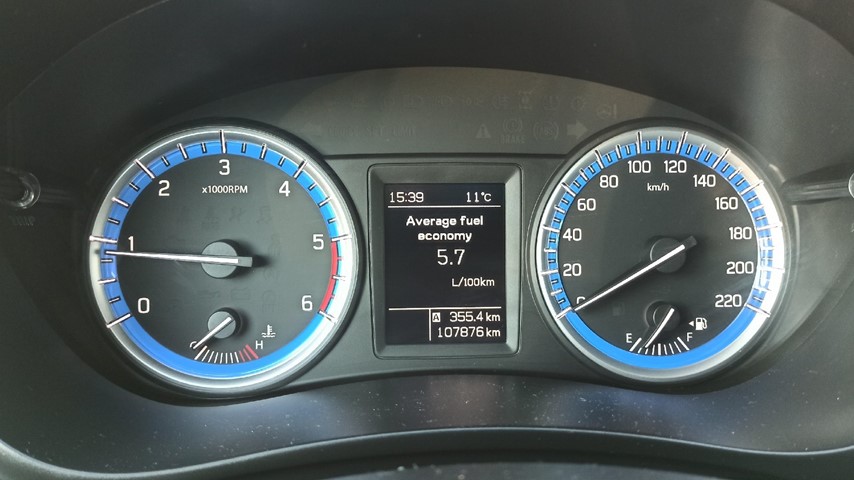 0
1
2
3
4
5
6
x1000RPM
C
H
15:39 11°C
Average fuel
economy
5.7
L/100km
A 355.4 km
107876 km
0
20
40
60
80
100
120
140
160
180
200
220
km/h
E
F